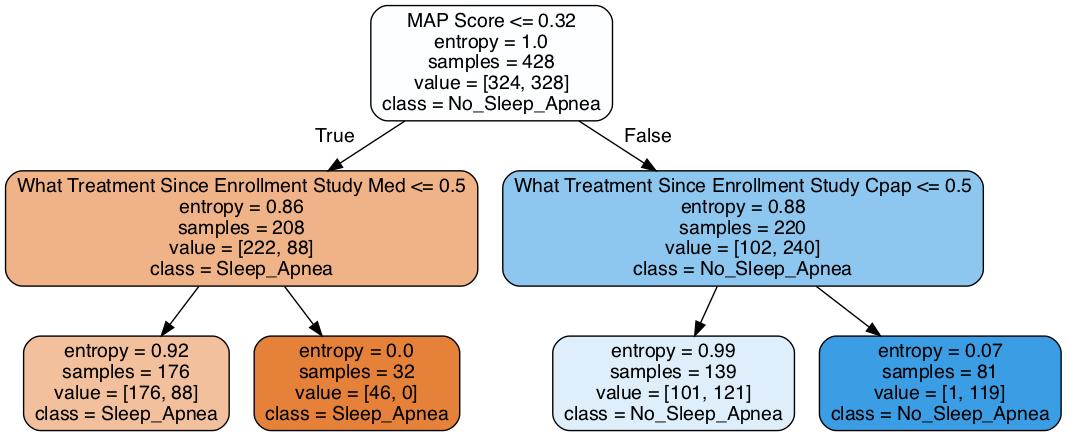 MAP Score <= 0.32
entropy = 1.0
samples = 428
value = [324, 328]
class = No_Sleep_Apnea
True
False
What Treatment Since Enrollment Study Med <= 0.5
entropy = 0.86
samples = 208
value = [222, 88]
class = Sleep_Apnea
What Treatment Since Enrollment Study Cpap <= 0.5
entropy = 0.88
samples = 220
value = [102, 240]
class = No_Sleep_Apnea
entropy = 0.92
samples = 176
value = [176, 88]
class = Sleep_Apnea
entropy = 0.0
samples = 32
value = [46, 0]
class = Sleep_Apnea
entropy = 0.99
samples = 139
value = [101, 121]
class = No_Sleep_Apnea
entropy = 0.07
samples = 81
value = [1, 119]
class = No_Sleep_Apnea